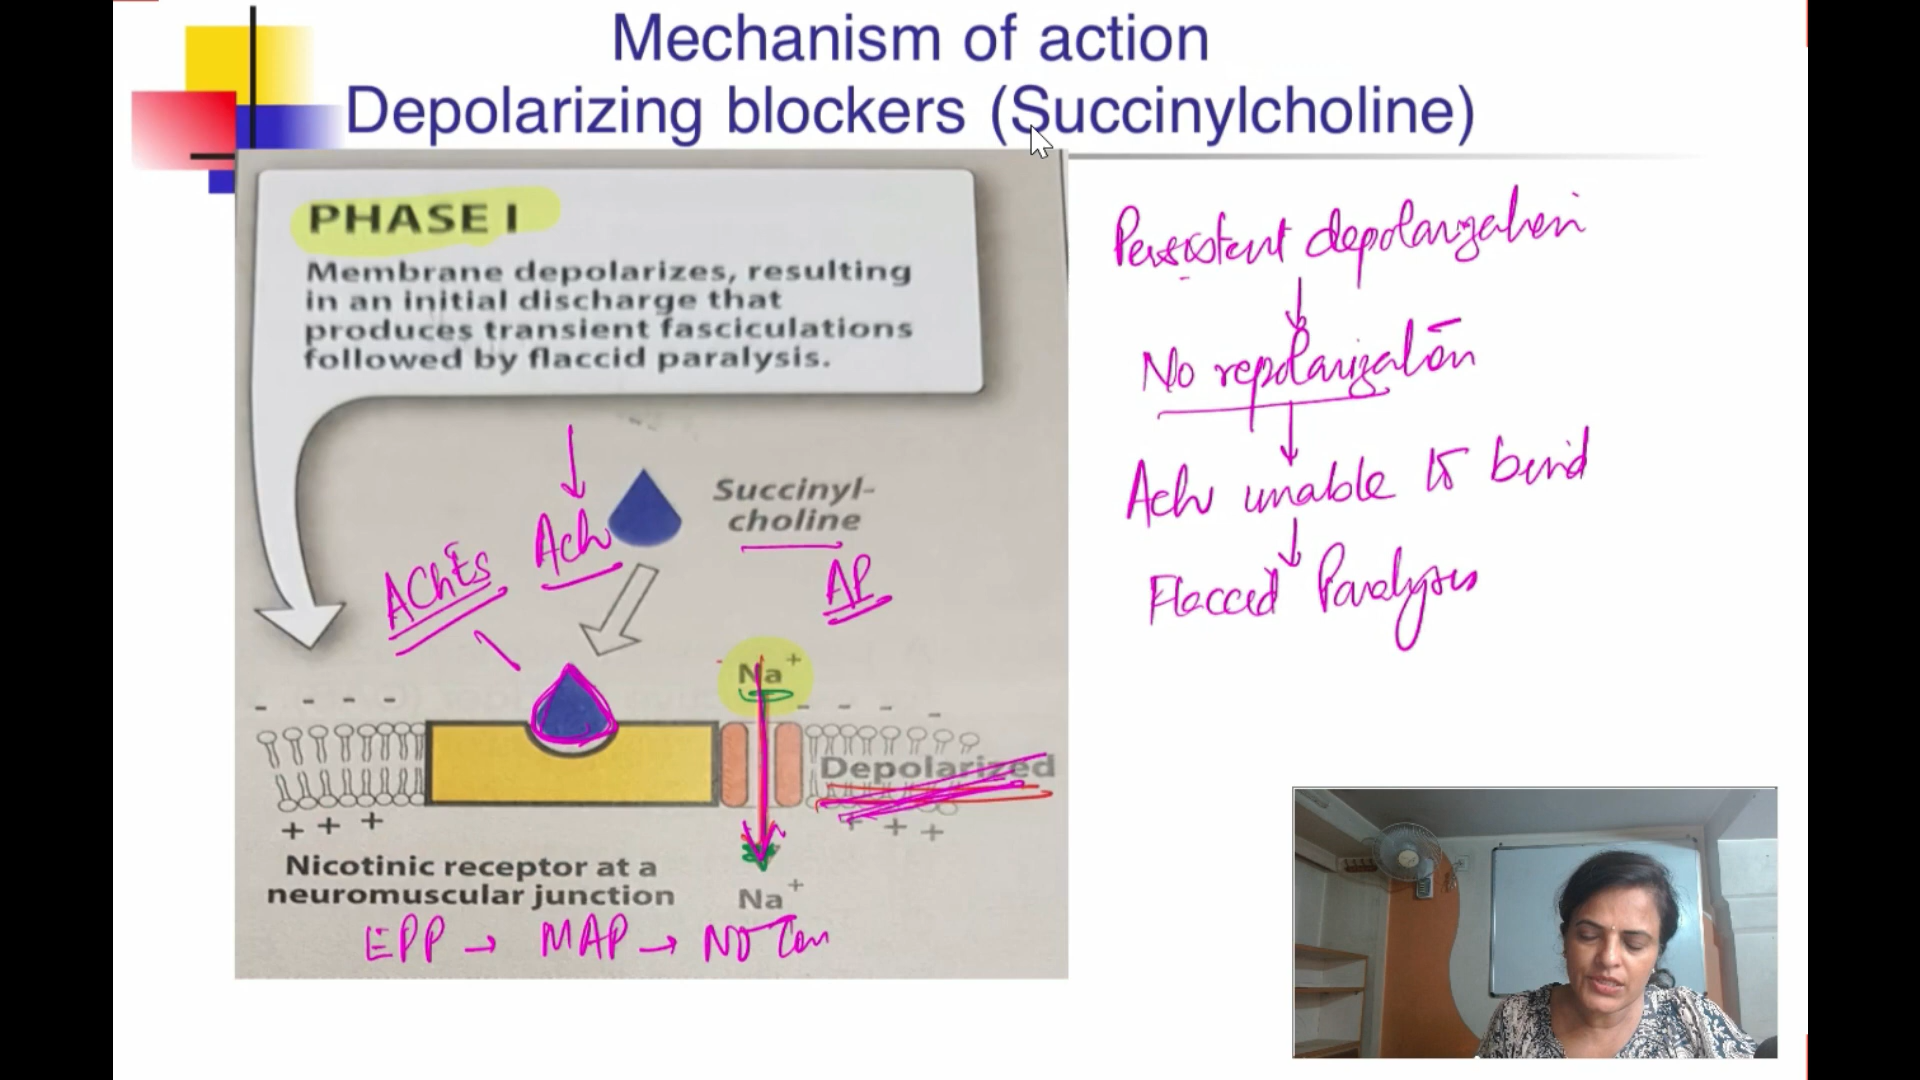 Mechanism of action
Depolarizing blockers (Succinylcholine)
PHASE I
Membrane depolarizes, resulting
in an initial discharge that
produces transient fasciculations
followed by flaccid paralysis.
Succinyl-
choline
Ach
AChEs
AP
Na+
Depolarized
Nicotinic receptor at a
neuromuscular junction
Na+
EPP → MAP → No Con
Persistent depolarization
↓
No repolarization
↓
Ach unable to bind
↓
Flaccid Paralysis